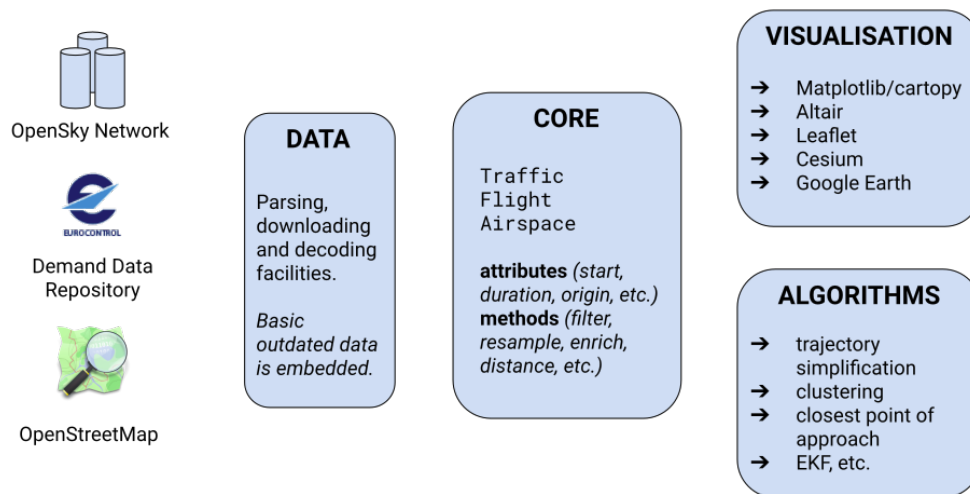 OpenSky Network
EUROCONTROL
Demand Data
Repository
OpenStreetMap
DATA
Parsing,
downloading
and decoding
facilities.
Basic
outdated data
is embedded.
CORE
Traffic
Flight
Airspace
attributes (start,
duration, origin, etc.)
methods (filter,
resample, enrich,
distance, etc.)
VISUALISATION
➔ Matplotlib/cartopy
➔ Altair
➔ Leaflet
➔ Cesium
➔ Google Earth
ALGORITHMS
➔ trajectory
simplification
➔ clustering
➔ closest point of
approach
➔ EKF, etc.